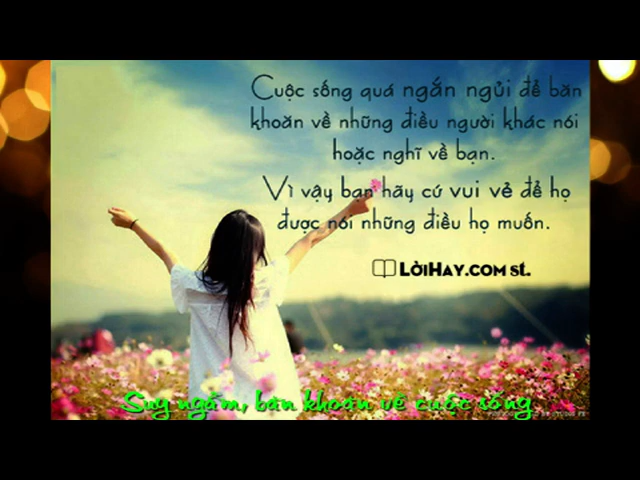 Cuộc sống quá ngắn ngủi để băn
khoăn về những điều người khác nói
hoặc nghĩ về bạn.
Vì vậy bạn hãy cứ vui vẻ để họ
được nói những điều họ muốn.
LỜIHAY.COM st.
Suy ngẫm, băn khoăn về cuộc sống